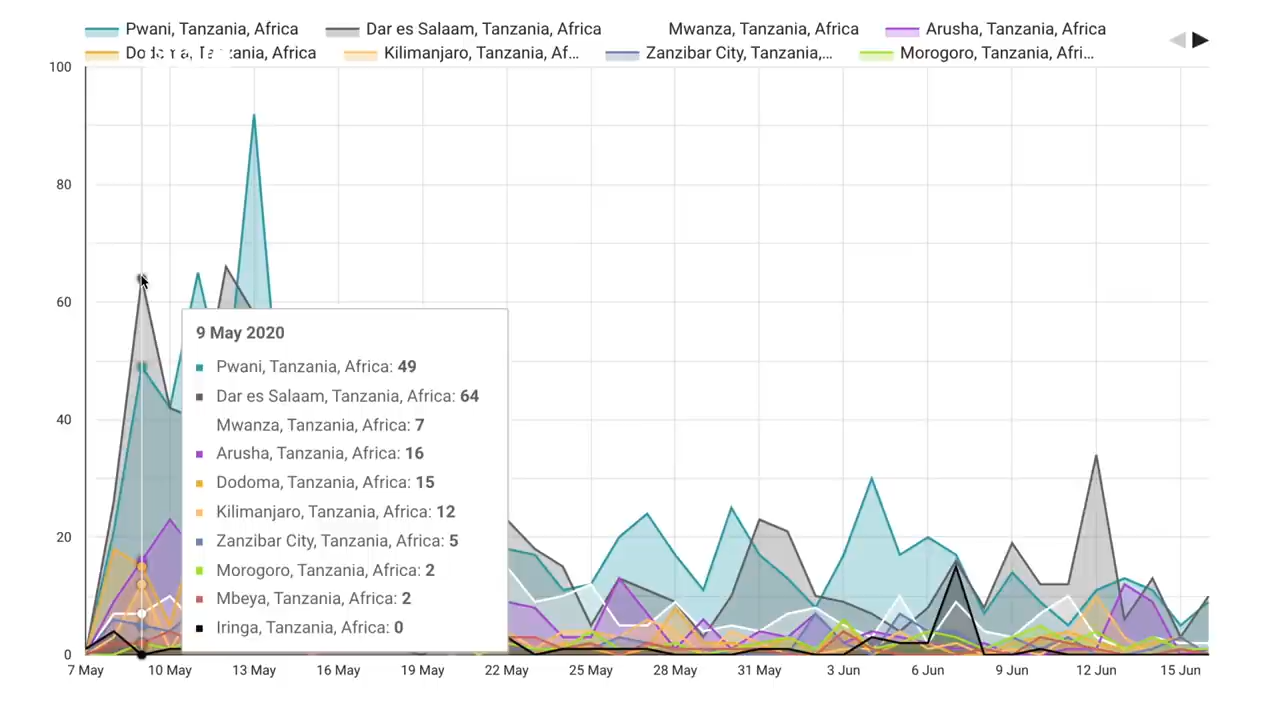 Pwani, Tanzania, Africa Dar es Salaam, Tanzania, Africa Mwanza, Tanzania, Africa Arusha, Tanzania, Africa
Africa Kilimanjaro, Tanzania, Af... Zanzibar City, Tanzania,... Morogoro, Tanzania, Afri...
100
80
60
40
20
0
9 May 2020
Pwani, Tanzania, Africa: 49
Dar es Salaam, Tanzania, Africa: 64
Mwanza, Tanzania, Africa: 7
Arusha, Tanzania, Africa: 16
Dodoma, Tanzania, Africa: 15
Kilimanjaro, Tanzania, Africa: 12
Zanzibar City, Tanzania, Africa: 5
Morogoro, Tanzania, Africa: 2
Mbeya, Tanzania, Africa: 2
Iringa, Tanzania, Africa: 0
7 May 10 May 13 May 16 May 19 May 22 May 25 May 28 May 31 May 3 Jun 6 Jun 9 Jun 12 Jun 15 Jun